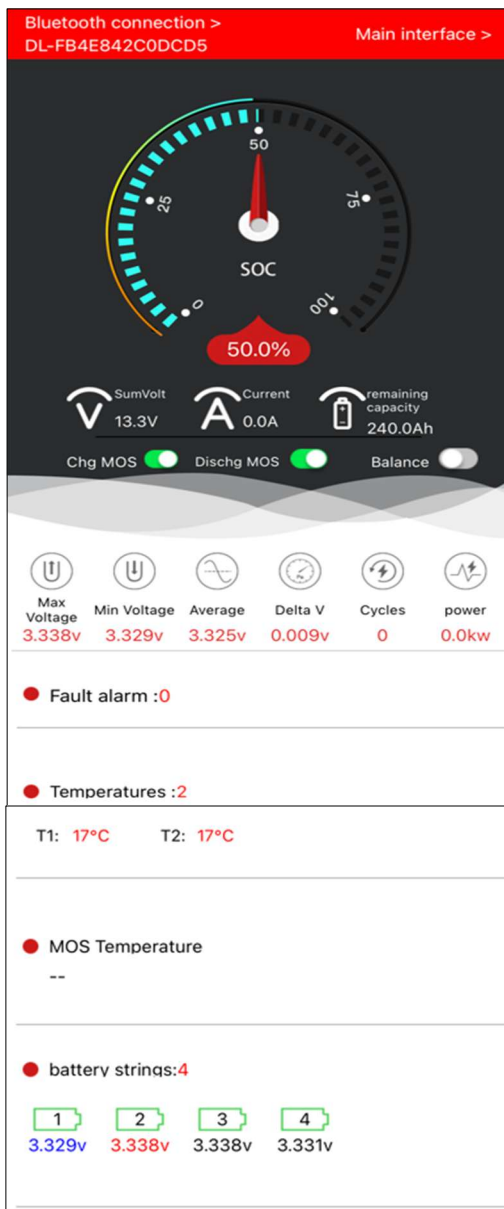 Bluetooth connection >
DL-FB4E842C0DCD5
Main interface >
50
25
75
0
100
SOC
50.0%
SumVolt
V 13.3V
Current
A 0.0A
remaining
capacity
240.0Ah
Chg MOS
Dischg MOS
Balance
Max
Voltage
3.338v
Min Voltage
3.329v
Average
3.325v
Delta V
0.009v
Cycles
0
power
0.0kw
Fault alarm :0
Temperatures :2
T1: 17°C T2: 17°C
MOS Temperature
--
battery strings:4
1 2 3 4
3.329v 3.338v 3.338v 3.331v